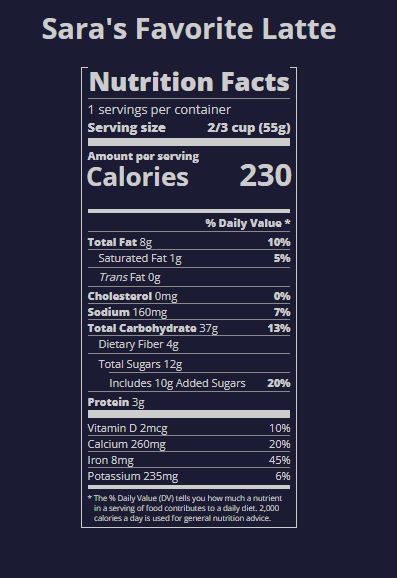 Sara's Favorite Latte
Nutrition Facts
1 servings per container
Serving size 2/3 cup (55g)
Amount per serving
Calories 230
% Daily Value *
Total Fat 8g 10%
Saturated Fat 1g 5%
Trans Fat 0g
Cholesterol 0mg 0%
Sodium 160mg 7%
Total Carbohydrate 37g 13%
Dietary Fiber 4g
Total Sugars 12g
Includes 10g Added Sugars 20%
Protein 3g
Vitamin D 2mcg 10%
Calcium 260mg 20%
Iron 8mg 45%
Potassium 235mg 6%
* The % Daily Value (DV) tells you how much a nutrient
in a serving of food contributes to a daily diet. 2,000
calories a day is used for general nutrition advice.